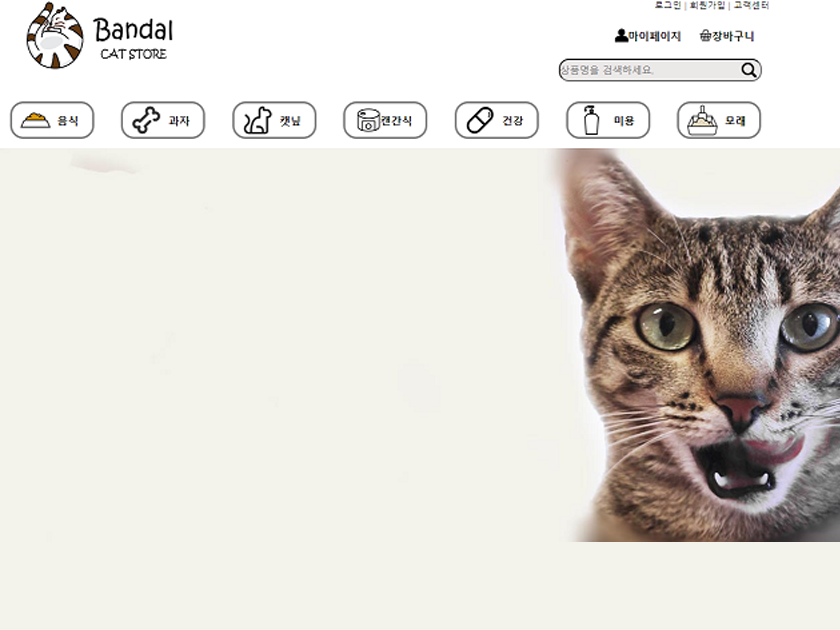 로그인 | 회원가입 | 고객센터
Bandal
CAT STORE
마이페이지 장바구니
상품명을 검색하세요.
음식 과자 캣닢 캔간식 건강 미용 모래